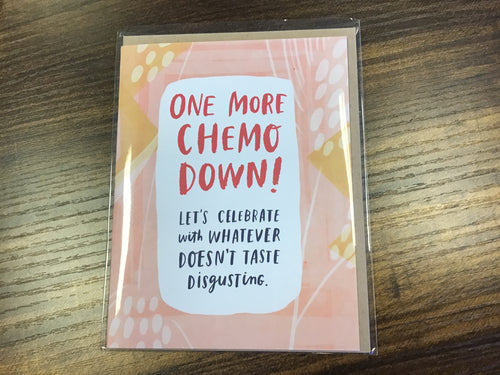 ONE MORE
CHEMO
DOWN!
LET'S CELEBRATE
with WHATEVER
DOESN'T TASTE
DISGUSTING.